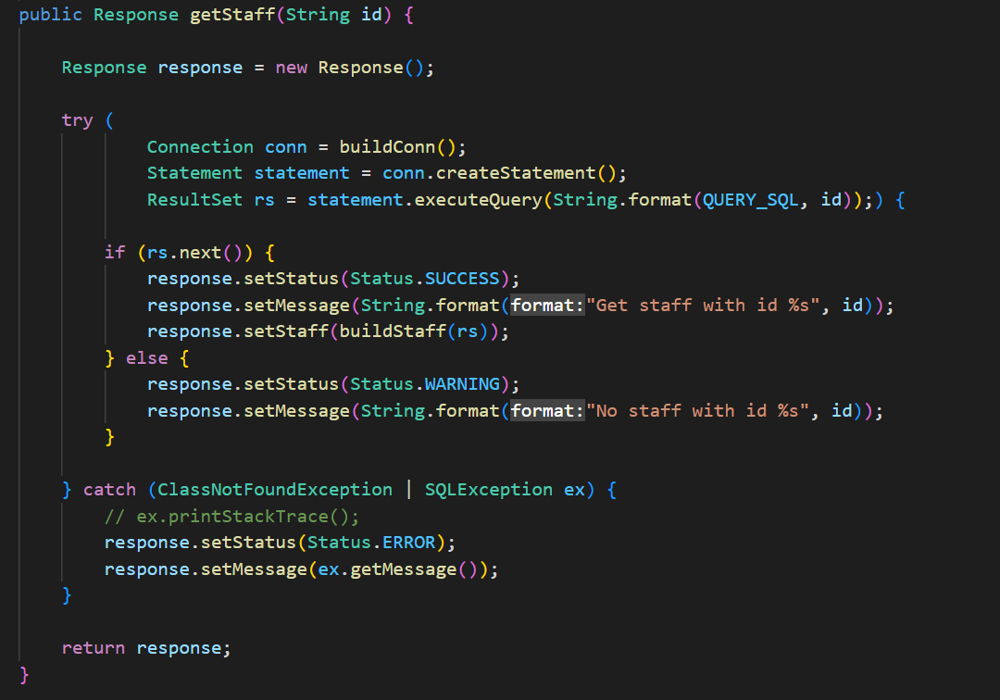 public Response getStaff(String id) {
Response response = new Response();
try (
Connection conn = buildConn();
Statement statement = conn.createStatement();
ResultSet rs = statement.executeQuery(String.format(QUERY_SQL, id));) {
if (rs.next()) {
response.setStatus(Status.SUCCESS);
response.setMessage(String.format(format:"Get staff with id %s", id));
response.setStaff(buildStaff(rs));
} else {
response.setStatus(Status.WARNING);
response.setMessage(String.format(format:"No staff with id %s", id));
}
} catch (ClassNotFoundException | SQLException ex) {
// ex.printStackTrace();
response.setStatus(Status.ERROR);
response.setMessage(ex.getMessage());
}
return response;
}